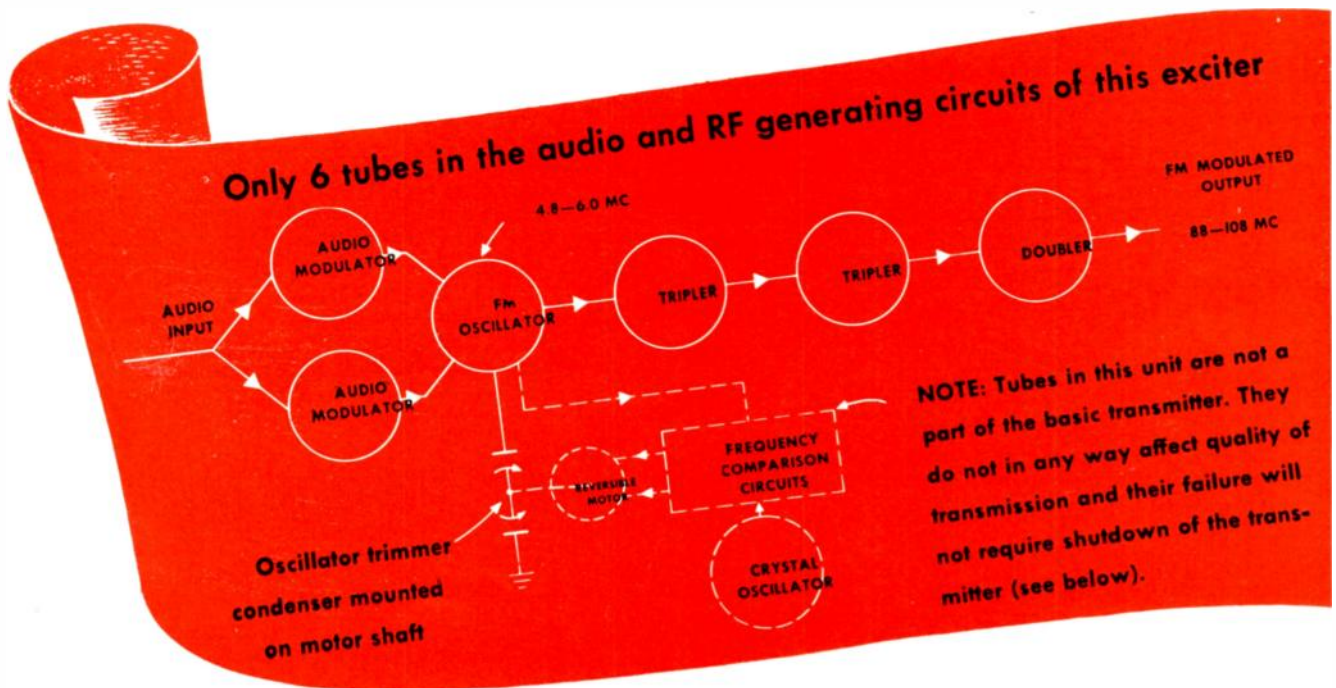 Only 6 tubes in the audio and RF generating circuits of this exciter
4.8—6.0 MC
FM MODULATED
OUTPUT
88—108 MC
AUDIO
INPUT
AUDIO
MODULATOR
AUDIO
MODULATOR
FM
OSCILLATOR
TRIPLER
TRIPLER
DOUBLER
REVERSIBLE
MOTOR
FREQUENCY
COMPARISON
CIRCUITS
CRYSTAL
OSCILLATOR
Oscillator trimmer
condenser mounted
on motor shaft
NOTE: Tubes in this unit are not a
part of the basic transmitter. They
do not in any way affect quality of
transmission and their failure will
not require shutdown of the trans-
mitter (see below).